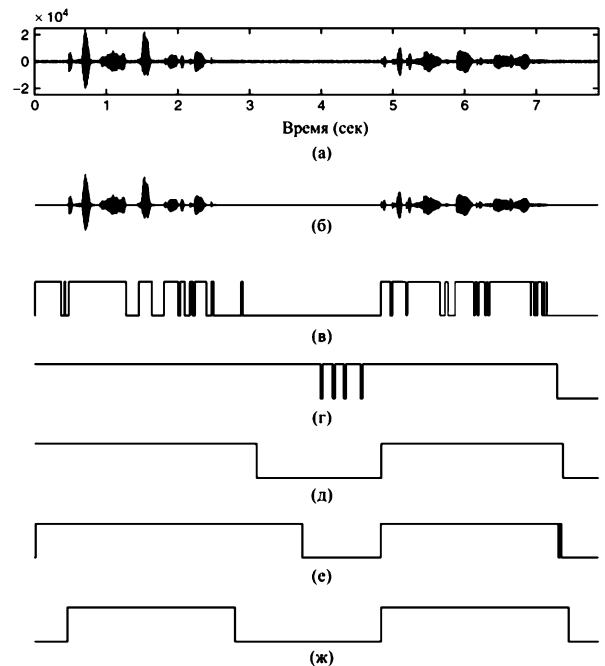 × 10⁴
2
0
−2
0 1 2 3 4 5 6 7
Время (сек)
(а)
(б)
(в)
(г)
(д)
(е)
(ж)